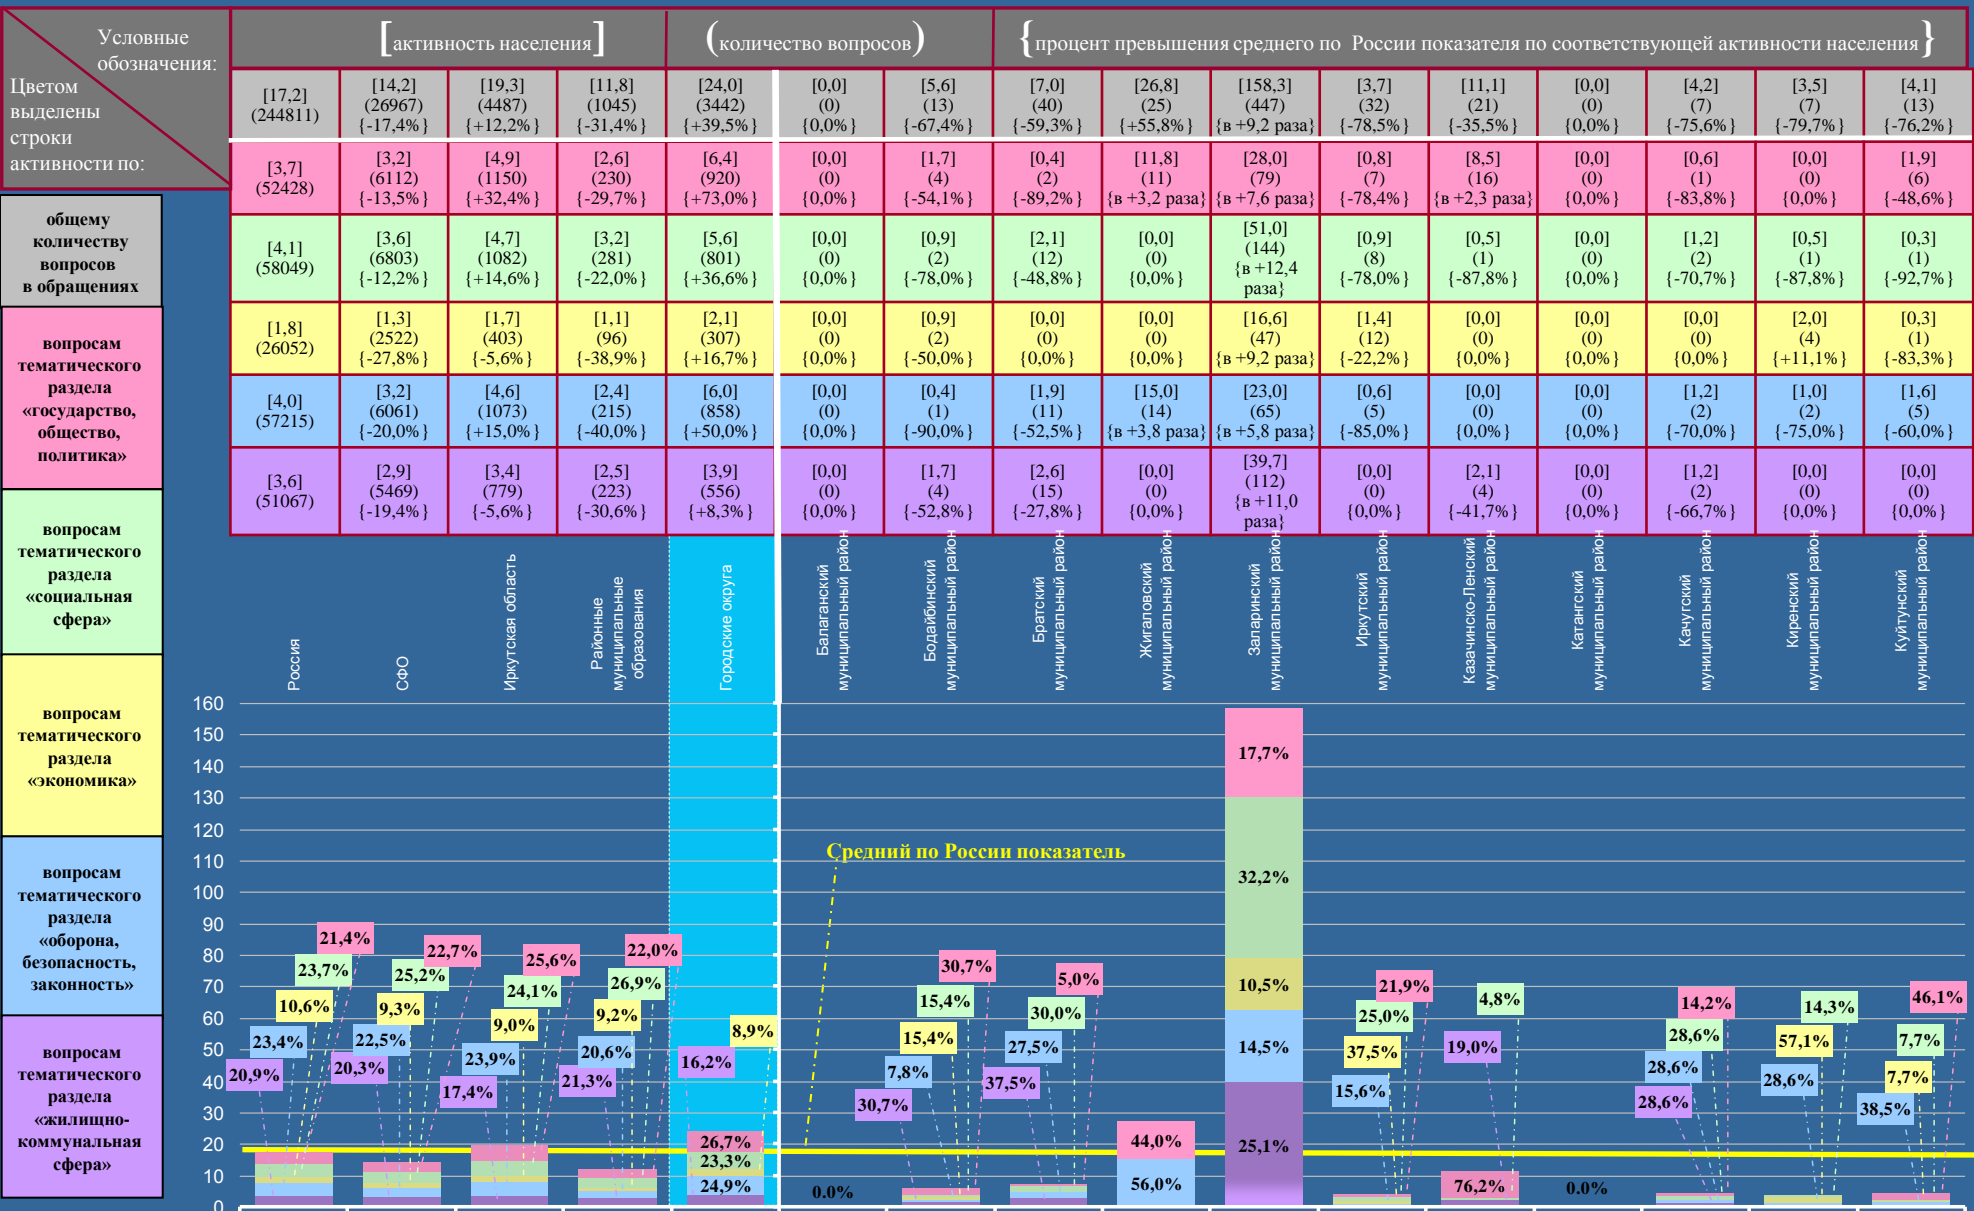 Условные
обозначения:
Цветом
выделены
строки
активности по:
[активность населения]
(количество вопросов)
{процент превышения среднего по России показателя по соответствующей активности населения}
[17,2] [14,2] [19,3] [11,8] [24,0] [0,0] [5,6] [7,0] [26,8] [158,3] [3,7] [11,1] [0,0] [4,2] [3,5] [4,1]
(244811) (26967) (4487) (1045) (3442) (0) (13) (40) (25) (447) (32) (21) (0) (7) (7) (13)
{-17,4%} {+12,2%} {-31,4%} {+39,5%} {0,0%} {-67,4%} {-59,3%} {+55,8%} {в +9,2 раза} {-78,5%} {-35,5%} {0,0%} {-75,6%} {-79,7%} {-76,2%}
[3,7] [3,2] [4,9] [2,6] [6,4] [0,0] [1,7] [0,4] [11,8] [28,0] [0,8] [8,5] [0,0] [0,6] [0,0] [1,9]
(52428) (6112) (1150) (230) (920) (0) (4) (2) (11) (79) (7) (16) (0) (1) (0) (6)
{-13,5%} {+32,4%} {-29,7%} {+73,0%} {0,0%} {-54,1%} {-89,2%} {в +3,2 раза} {в +7,6 раза} {-78,4%} {в +2,3 раза} {0,0%} {-83,8%} {0,0%} {-48,6%}
[4,1] [3,6] [4,7] [3,2] [5,6] [0,0] [0,9] [2,1] [0,0] [51,0] [0,9] [0,5] [0,0] [1,2] [0,5] [0,3]
(58049) (6803) (1082) (281) (801) (0) (2) (12) (0) (144) (8) (1) (0) (2) (1) (1)
{-12,2%} {+14,6%} {-22,0%} {+36,6%} {0,0%} {-78,0%} {-48,8%} {0,0%} {в +12,4 раза} {-78,0%} {-87,8%} {0,0%} {-70,7%} {-87,8%} {-92,7%}
[1,8] [1,3] [1,7] [1,1] [2,1] [0,0] [0,9] [0,0] [0,0] [16,6] [1,4] [0,0] [0,0] [0,0] [2,0] [0,3]
(26052) (2522) (403) (96) (307) (0) (2) (0) (0) (47) (12) (0) (0) (0) (4) (1)
{-27,8%} {-5,6%} {-38,9%} {+16,7%} {0,0%} {-50,0%} {0,0%} {0,0%} {в +9,2 раза} {-22,2%} {0,0%} {0,0%} {0,0%} {+11,1%} {-83,3%}
[4,0] [3,2] [4,6] [2,4] [6,0] [0,0] [0,4] [1,9] [15,0] [23,0] [0,6] [0,0] [0,0] [1,2] [1,0] [1,6]
(57215) (6061) (1073) (215) (858) (0) (1) (11) (14) (65) (5) (0) (0) (2) (2) (5)
{-20,0%} {+15,0%} {-40,0%} {+50,0%} {0,0%} {-90,0%} {-52,5%} {в +3,8 раза} {в +5,8 раза} {-85,0%} {0,0%} {0,0%} {-70,0%} {-75,0%} {-60,0%}
[3,6] [2,9] [3,4] [2,5] [3,9] [0,0] [1,7] [2,6] [0,0] [39,7] [0,0] [2,1] [0,0] [1,2] [0,0] [0,0]
(51067) (5469) (779) (223) (556) (0) (4) (15) (0) (112) (0) (4) (0) (2) (0) (0)
{-19,4%} {-5,6%} {-30,6%} {+8,3%} {0,0%} {-52,8%} {-27,8%} {0,0%} {в +11,0 раза} {0,0%} {-41,7%} {0,0%} {-66,7%} {0,0%} {0,0%}
общему
количеству
вопросов
в обращениях
вопросам
тематического
раздела
«государство,
общество,
политика»
вопросам
тематического
раздела
«социальная
сфера»
вопросам
тематического
раздела
«экономика»
вопросам
тематического
раздела
«оборона,
безопасность,
законность»
вопросам
тематического
раздела
«жилищно-
коммунальная
сфера»
Россия
СФО
Иркутская область
Районные
муниципальные
образования
Городские округа
Балаганский
муниципальный район
Бодайбинский
муниципальный район
Братский
муниципальный район
Жигаловский
муниципальный район
Заларинский
муниципальный район
Иркутский
муниципальный район
Казачинско-Ленский
муниципальный район
Катангский
муниципальный район
Качугский
муниципальный район
Киренский
муниципальный район
Куйтунский
муниципальный район
160
150
140
130
120
110
100
90
80
70
60
50
40
30
20
10
0
Средний по России показатель
21,4%
23,7%
10,6%
23,4%
20,9%
22,7%
25,2%
9,3%
22,5%
20,3%
25,6%
24,1%
9,0%
23,9%
17,4%
22,0%
26,9%
9,2%
20,6%
21,3%
8,9%
16,2%
26,7%
23,3%
24,9%
0.0%
30,7%
15,4%
15,4%
7,8%
30,7%
5,0%
30,0%
27,5%
37,5%
44,0%
56,0%
17,7%
32,2%
10,5%
14,5%
25,1%
21,9%
25,0%
37,5%
15,6%
4,8%
19,0%
76,2%
0.0%
14,2%
28,6%
28,6%
28,6%
14,3%
57,1%
28,6%
46,1%
7,7%
7,7%
38,5%